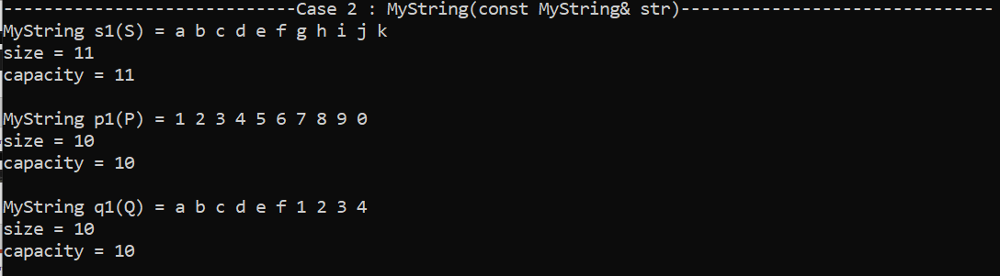 -----------------------------Case 2 : MyString(const MyString& str)-------------------------------
MyString s1(S) = a b c d e f g h i j k
size = 11
capacity = 11
MyString p1(P) = 1 2 3 4 5 6 7 8 9 0
size = 10
capacity = 10
MyString q1(Q) = a b c d e f 1 2 3 4
size = 10
capacity = 10